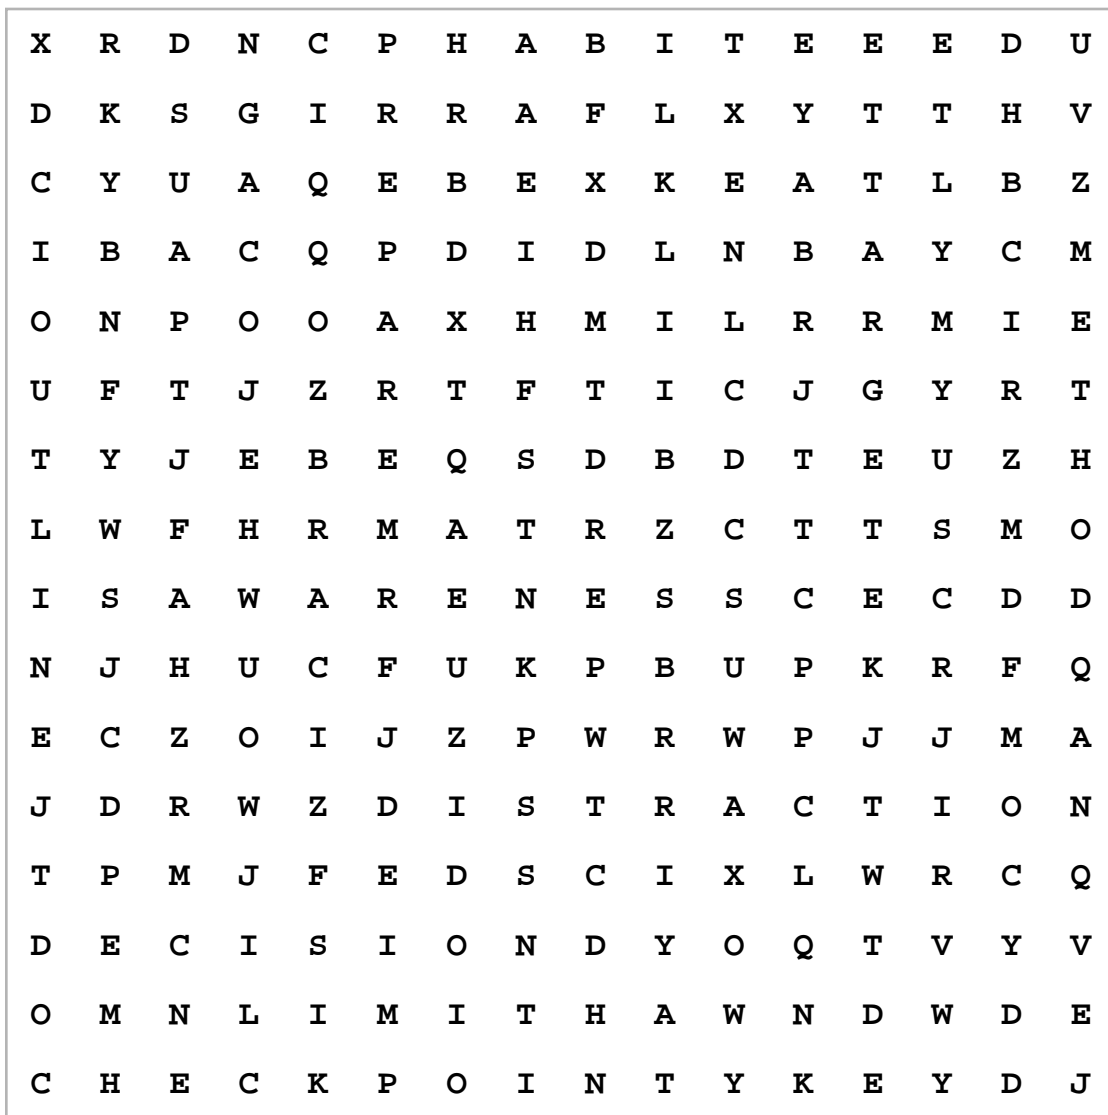 X R D N C P H A B I T E E E D U
D K S G I R R A F L X Y T T H V
C Y U A Q E B E X K E A T L B Z
I B A C Q P D I D L N B A Y C M
O N P O O A X H M I L R R M I E
U F T J Z R T F T I C J G Y R T
T Y J E B E Q S D B D T E U Z H
L W F H R M A T R Z C T T S M O
I S A W A R E N E S S C E C D D
N J H U C F U K P B U P K R F Q
E C Z O I J Z P W R W P J J M A
J D R W Z D I S T R A C T I O N
T P M J F E D S C I X L W R C Q
D E C I S I O N D Y O Q T V Y V
O M N L I M I T H A W N D W D E
C H E C K P O I N T Y K E Y D J